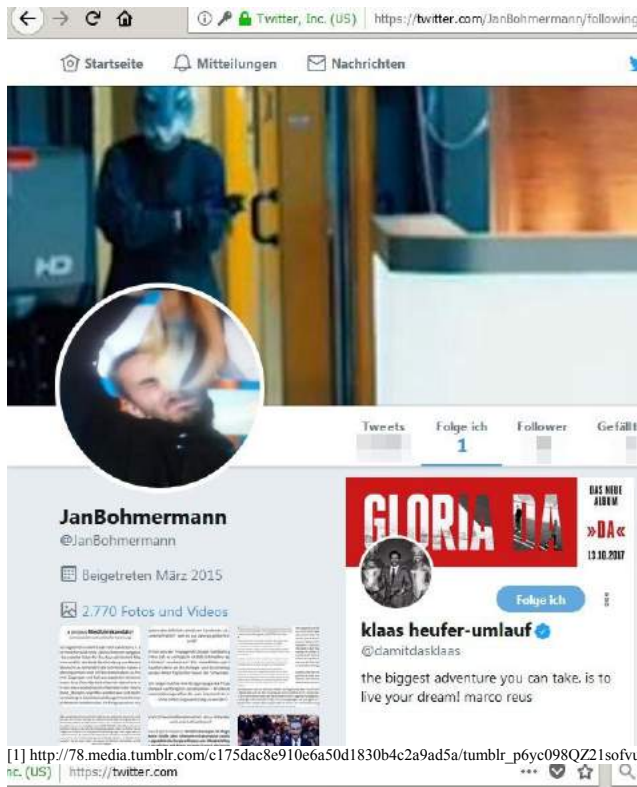 Twitter, Inc. (US) https://twitter.com/JanBohmermann/following
Startseite Mitteilungen Nachrichten
HD
Tweets Folge ich Follower Gefällt
1
JanBohmermann
@JanBohmermann
Beigetreten März 2015
2.770 Fotos und Videos
GLORIA DA
DAS NEUE
ALBUM
»DA«
13.10.2017
Folge ich
klaas heufer-umlauf
@damitdasklaas
the biggest adventure you can take. is to
live your dream! marco reus
[1] http://78.media.tumblr.com/c175dac8e910e6a50d1830b4c2a9ad5a/tumblr_p6yc098QZ21sofvu
nc. (US) https://twitter.com